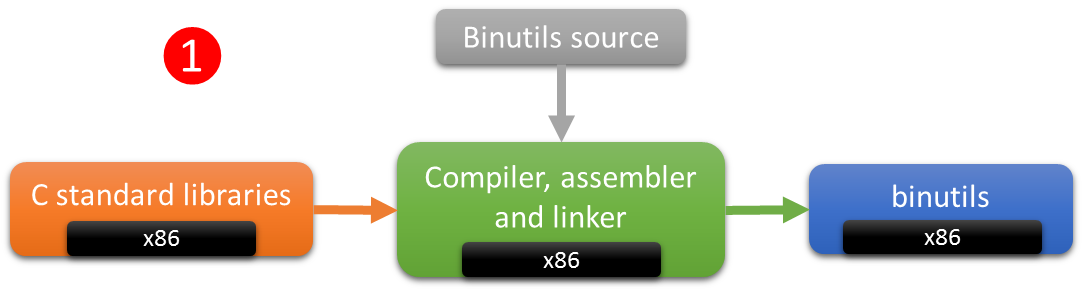 1
Binutils source
C standard libraries
x86
Compiler, assembler
and linker
x86
binutils
x86